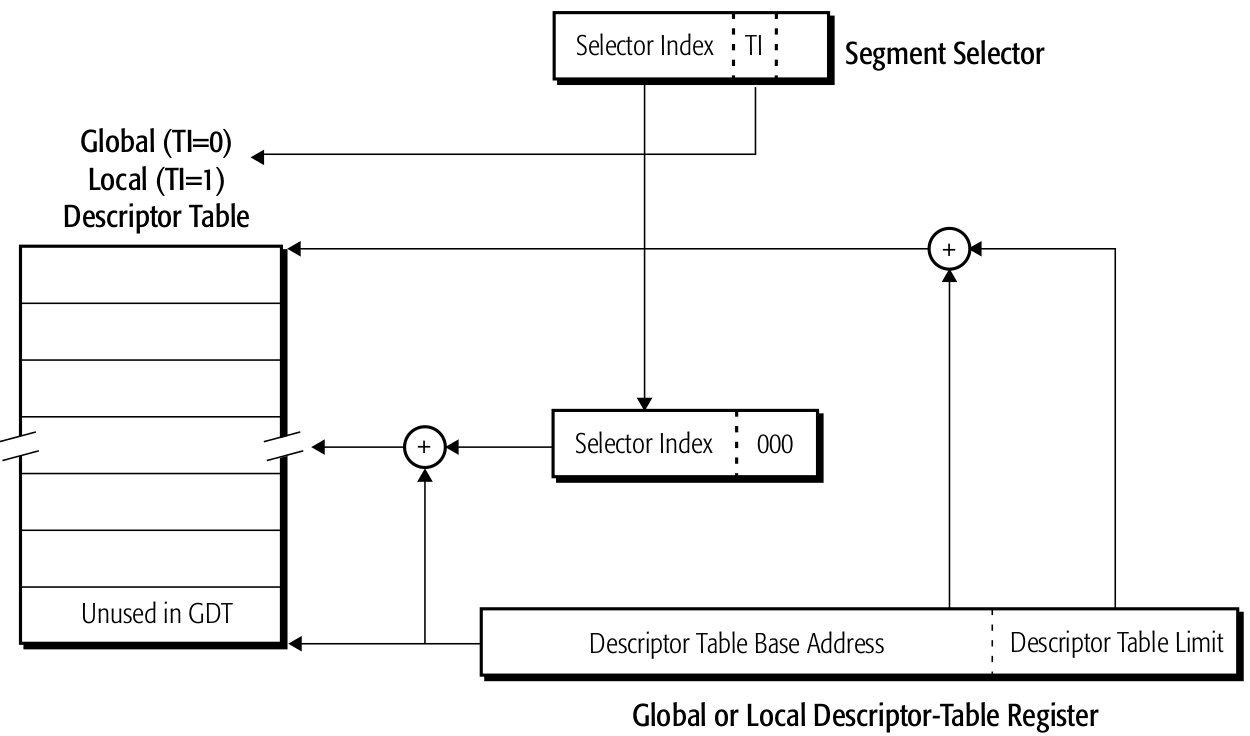 Selector Index TI
Segment Selector
Global (TI=0)
Local (TI=1)
Descriptor Table
+
+
Selector Index 000
Unused in GDT
Descriptor Table Base Address Descriptor Table Limit
Global or Local Descriptor-Table Register